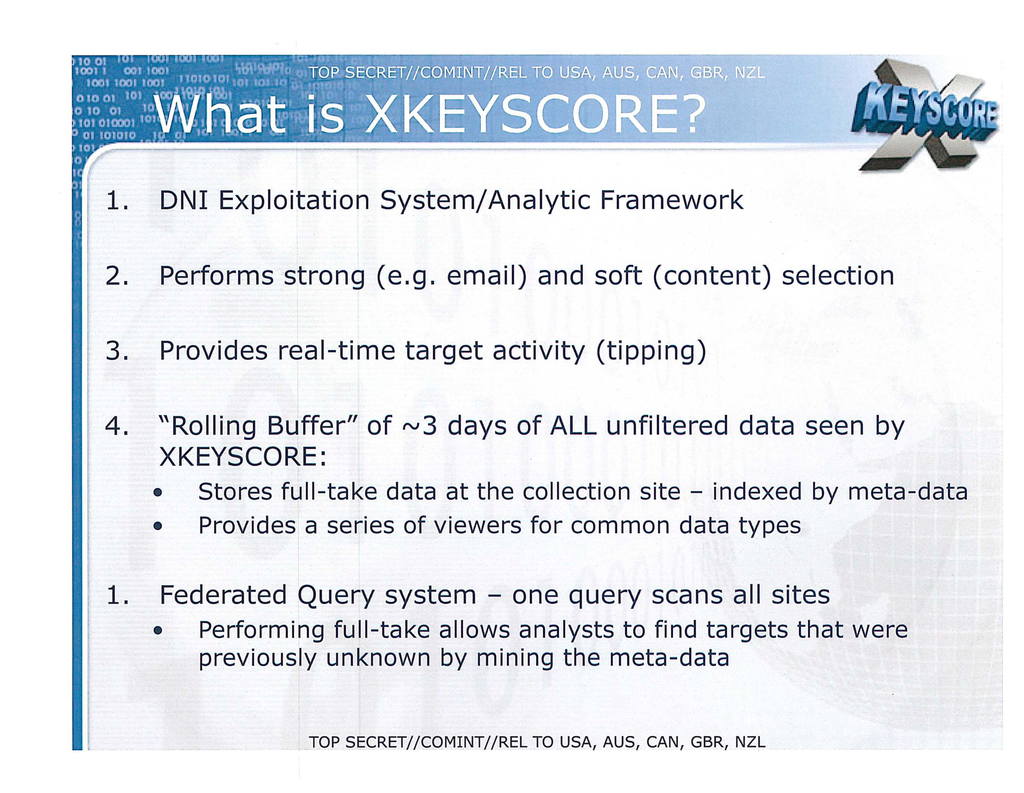 TOP SECRET//COMINT//REL TO USA, AUS, CAN, GBR, NZL
What is XKEYSCORE?
XKEYSCORE
1. DNI Exploitation System/Analytic Framework
2. Performs strong (e.g. email) and soft (content) selection
3. Provides real-time target activity (tipping)
4. "Rolling Buffer" of ~3 days of ALL unfiltered data seen by
XKEYSCORE:
• Stores full-take data at the collection site – indexed by meta-data
• Provides a series of viewers for common data types
1. Federated Query system – one query scans all sites
• Performing full-take allows analysts to find targets that were
previously unknown by mining the meta-data
TOP SECRET//COMINT//REL TO USA, AUS, CAN, GBR, NZL